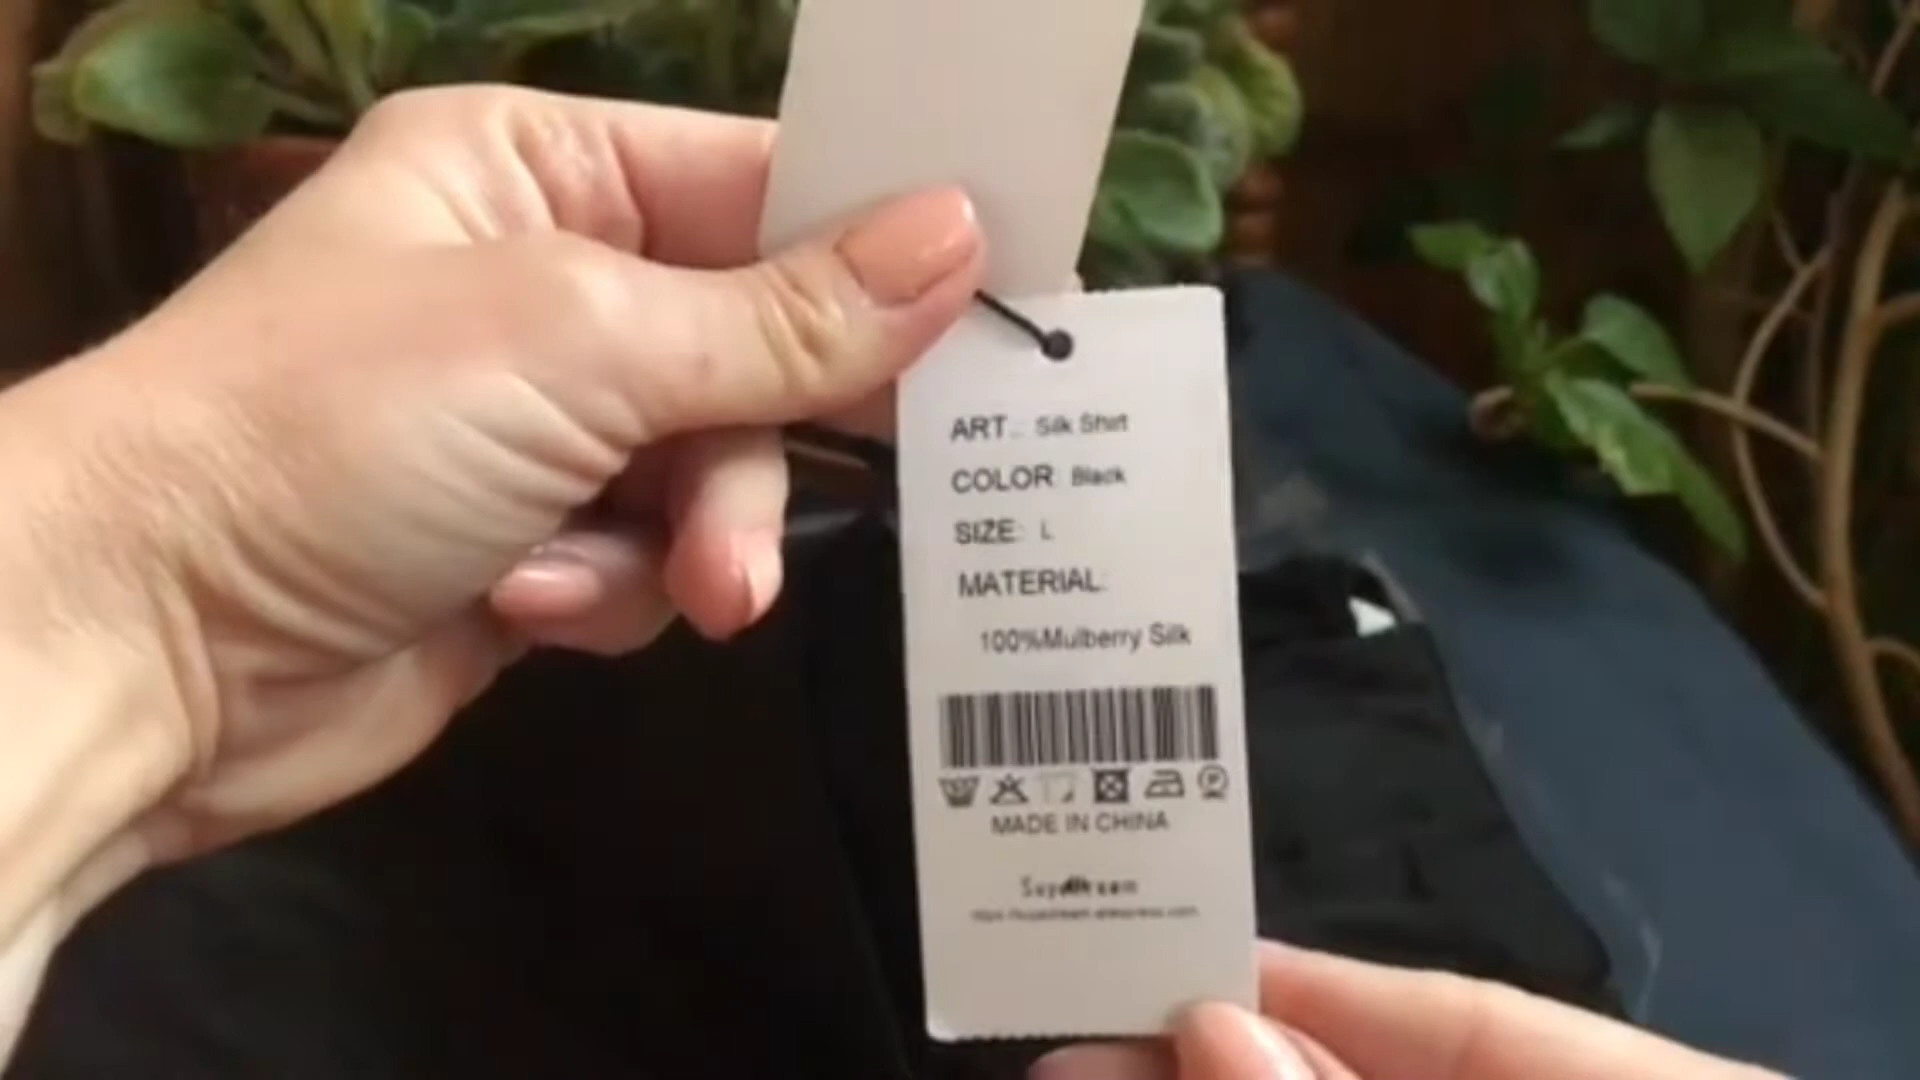 ART.: Silk Shirt
COLOR: Black
SIZE: L
MATERIAL:
100%Mulberry Silk
MADE IN CHINA